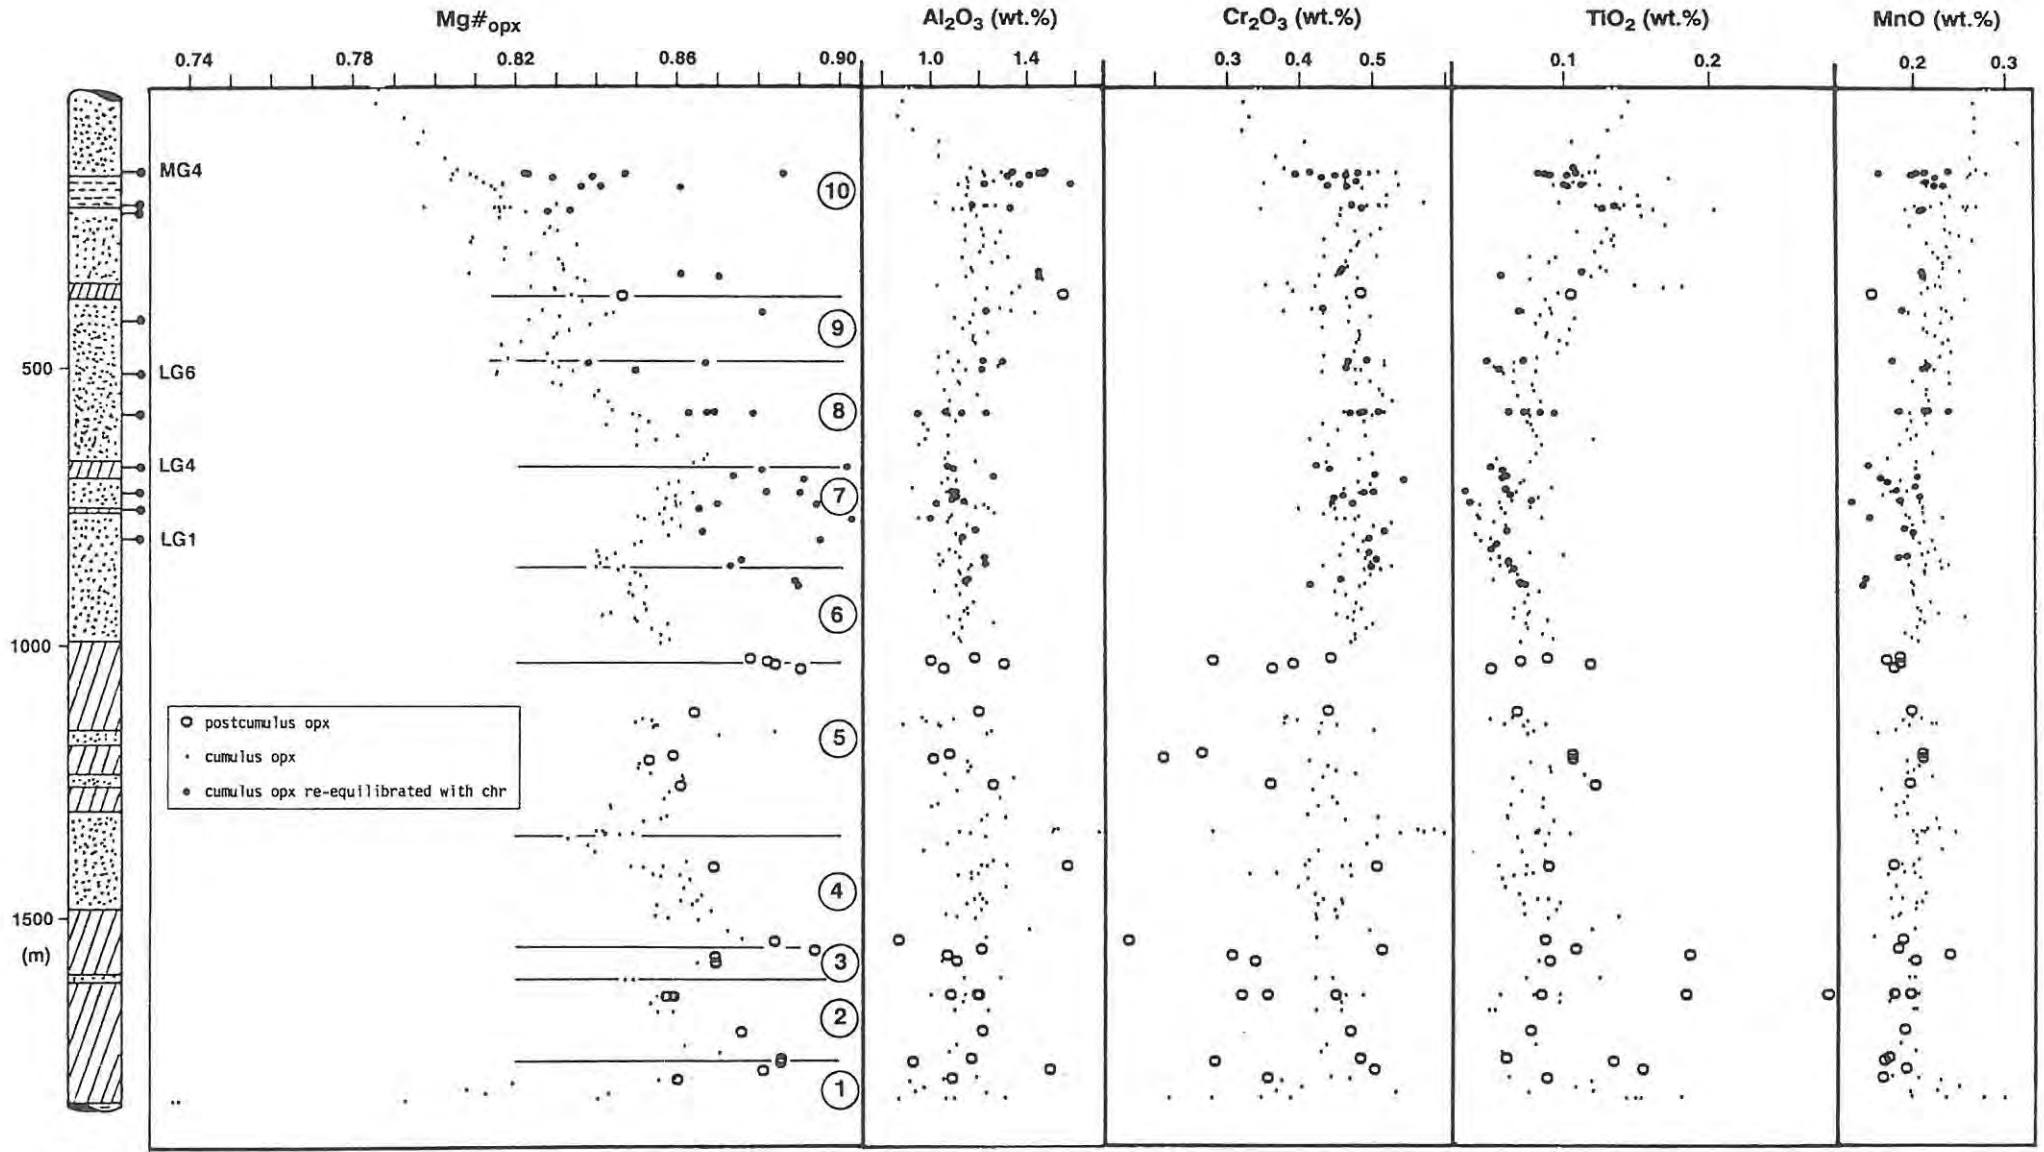 Mg#opx
Al2O3 (wt.%)
Cr2O3 (wt.%)
TiO2 (wt.%)
MnO (wt.%)
0.74 0.78 0.82 0.86 0.90
1.0 1.4
0.3 0.4 0.5
0.1 0.2
0.2 0.3
MG4
10
9
500
LG6
8
LG4
7
LG1
6
1000
postcumulus opx
cumulus opx
cumulus opx re-equilibrated with chr
5
4
1500
(m)
3
2
1